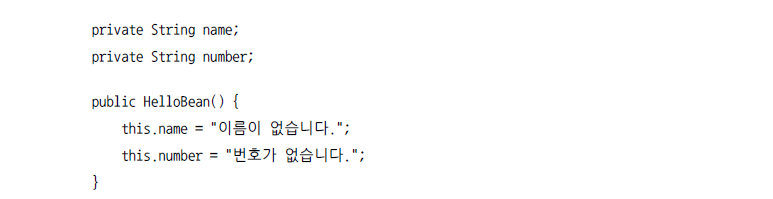 private String name;
private String number;
public HelloBean() {
this.name = "이름이 없습니다.";
this.number = "번호가 없습니다.";
}